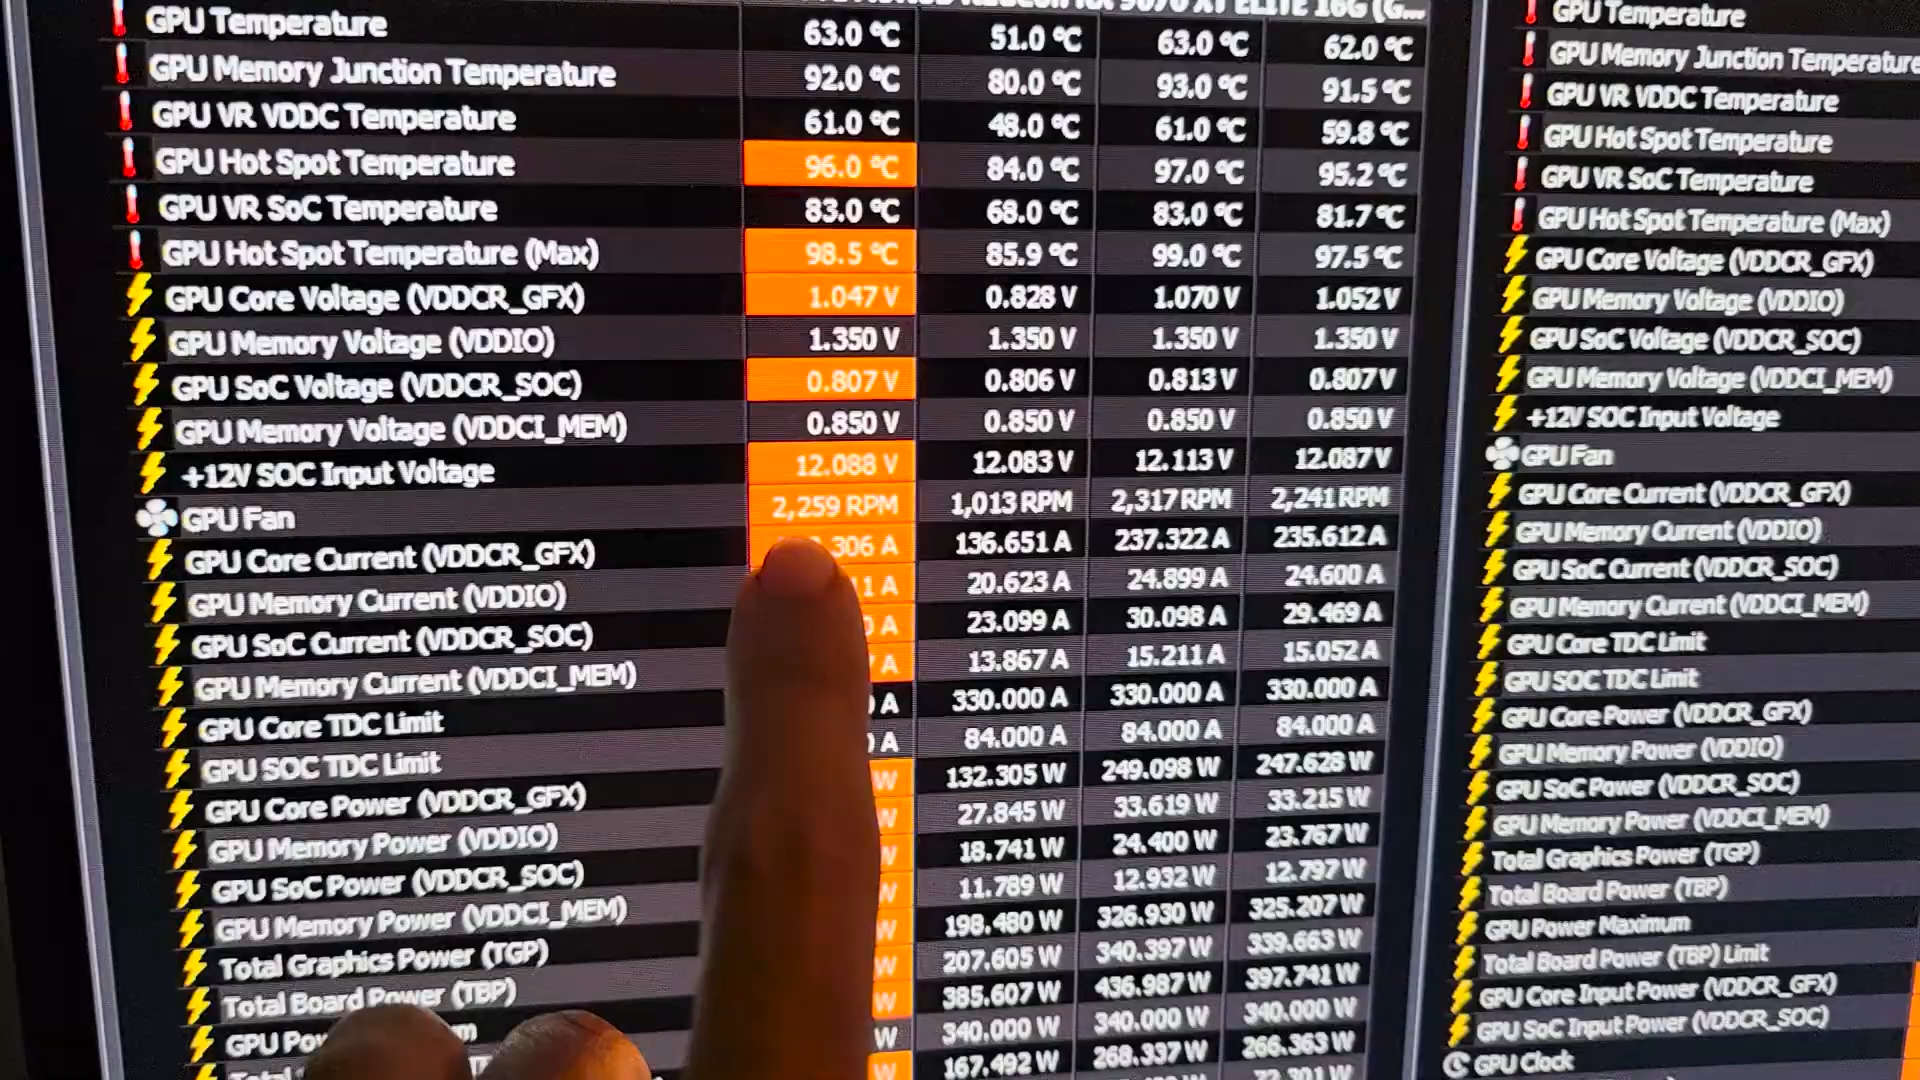 RX 9070 XT ELITE 16G (G...
GPU Temperature 63.0 °C 51.0 °C 63.0 °C 62.0 °C
GPU Memory Junction Temperature 92.0 °C 80.0 °C 93.0 °C 91.5 °C
GPU VR VDDC Temperature 61.0 °C 48.0 °C 61.0 °C 59.8 °C
GPU Hot Spot Temperature 96.0 °C 84.0 °C 97.0 °C 95.2 °C
GPU VR SoC Temperature 83.0 °C 68.0 °C 83.0 °C 81.7 °C
GPU Hot Spot Temperature (Max) 98.5 °C 85.9 °C 99.0 °C 97.5 °C
GPU Core Voltage (VDDCR_GFX) 1.047 V 0.828 V 1.070 V 1.052 V
GPU Memory Voltage (VDDIO) 1.350 V 1.350 V 1.350 V 1.350 V
GPU SoC Voltage (VDDCR_SOC) 0.807 V 0.806 V 0.813 V 0.807 V
GPU Memory Voltage (VDDCI_MEM) 0.850 V 0.850 V 0.850 V 0.850 V
+12V SOC Input Voltage 12.088 V 12.083 V 12.113 V 12.087 V
GPU Fan 2,259 RPM 1,013 RPM 2,317 RPM 2,241 RPM
GPU Core Current (VDDCR_GFX) .306 A 136.651 A 237.322 A 235.612 A
GPU Memory Current (VDDIO) 1 A 20.623 A 24.899 A 24.600 A
GPU SoC Current (VDDCR_SOC) A 23.099 A 30.098 A 29.469 A
GPU Memory Current (VDDCI_MEM) A 13.867 A 15.211 A 15.052 A
GPU Core TDC Limit A 330.000 A 330.000 A 330.000 A
GPU SOC TDC Limit A 84.000 A 84.000 A 84.000 A
GPU Core Power (VDDCR_GFX) W 132.305 W 249.098 W 247.628 W
GPU Memory Power (VDDIO) W 27.845 W 33.619 W 33.215 W
GPU SoC Power (VDDCR_SOC) W 18.741 W 24.400 W 23.767 W
GPU Memory Power (VDDCI_MEM) W 11.789 W 12.932 W 12.797 W
Total Graphics Power (TGP) W 198.480 W 326.930 W 325.207 W
Total Board Power (TBP) W 207.605 W 340.397 W 339.663 W
GPU W 385.607 W 436.987 W 397.741 W
W 340.000 W 340.000 W 340.000 W
W 167.492 W 268.337 W 266.363 W
72.301 W
GPU Temperature
GPU Memory Junction Temperature
GPU VR VDDC Temperature
GPU Hot Spot Temperature
GPU VR SoC Temperature
GPU Hot Spot Temperature (Max)
GPU Core Voltage (VDDCR_GFX)
GPU Memory Voltage (VDDIO)
GPU SoC Voltage (VDDCR_SOC)
GPU Memory Voltage (VDDCI_MEM)
+12V SOC Input Voltage
GPU Fan
GPU Core Current (VDDCR_GFX)
GPU Memory Current (VDDIO)
GPU SoC Current (VDDCR_SOC)
GPU Memory Current (VDDCI_MEM)
GPU Core TDC Limit
GPU SOC TDC Limit
GPU Core Power (VDDCR_GFX)
GPU Memory Power (VDDIO)
GPU SoC Power (VDDCR_SOC)
GPU Memory Power (VDDCI_MEM)
Total Graphics Power (TGP)
Total Board Power (TBP)
GPU Power Maximum
Total Board Power (TBP) Limit
GPU Core Input Power (VDDCR_GFX)
GPU SoC Input Power (VDDCR_SOC)
GPU Clock